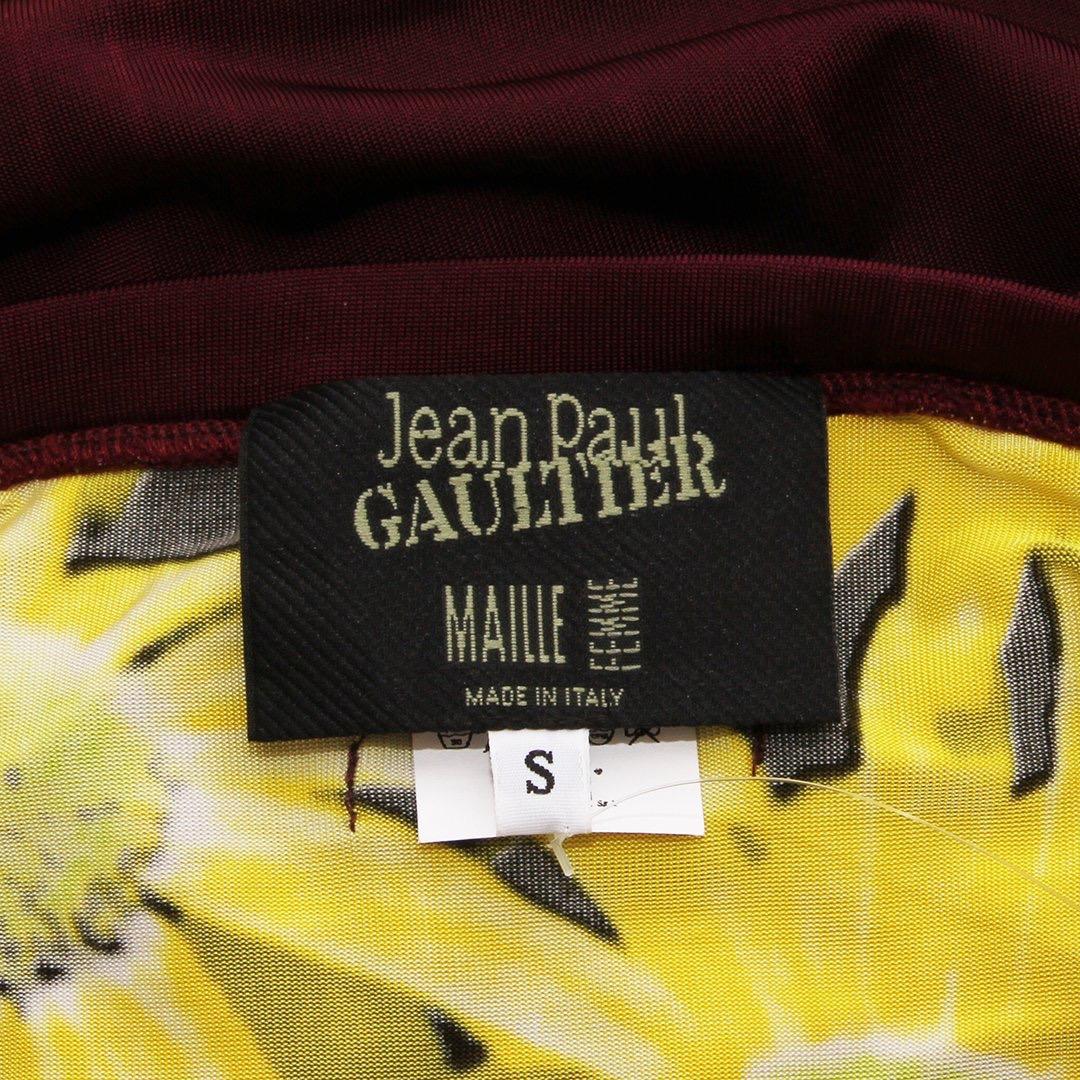 Jean Paul
GAULTIER
MAILLE FEMME
MADE IN ITALY
S